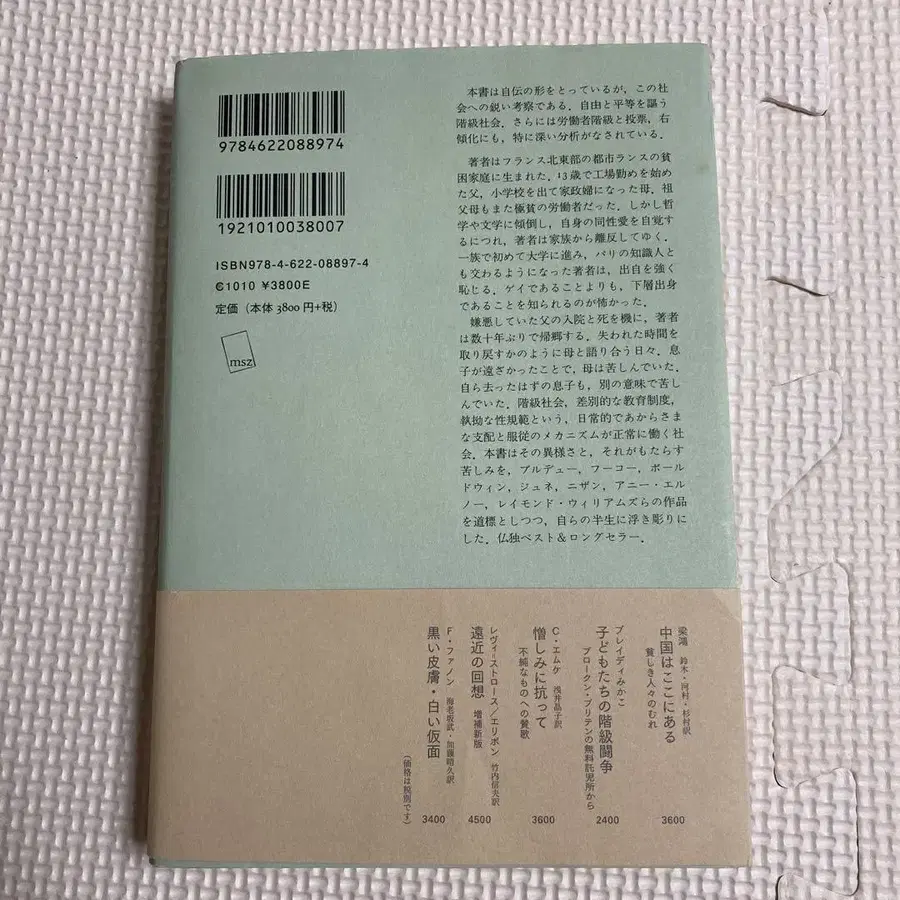 9784622088974
1921010038007
ISBN978-4-622-08897-4
C1010 ¥3800E
定価（本体 3800 円+税）
msz
本書は自伝の形をとっているが，この社
会への鋭い考察である．自由と平等を謳う
階級社会．さらには労働者階級と投票，右
傾化にも，特に深い分析がなされている．
著者はフランス北東部の都市ランスの貧
困家庭に生まれた．13歳で工場勤めを始め
た父，小学校を出て家政婦になった母．祖
父母もまた極貧の労働者だった．しかし哲
学や文学に傾倒し，自身の同性愛を自覚す
るにつれ，著者は家族から離反してゆく．
一族で初めて大学に進み，パリの知識人と
も交わるようになった著者は，出自を強く
恥じる．ゲイであることよりも，下層出身
であることを知られるのが怖かった．
嫌悪していた父の入院と死を機に，著者
は数十年ぶりで帰郷する．失われた時間を
取り戻すかのように母と語り合う日々．息
子が遠ざかったことで，母は苦しんでいた．
自ら去ったはずの息子も，別の意味で苦し
んでいた．階級社会，差別的な教育制度，
執拗な性規範という，日常的であからさま
な支配と服従のメカニズムが正常に働く社
会．本書はその異様さと，それがもたらす
苦しみを，ブルデュー，フーコー，ボール
ドウィン，ジュネ，ニザン，アニー・エル
ノー，レイモンド・ウィリアムズらの作品
を道標としつつ，自らの半生に浮き彫りに
した．仏独ベスト＆ロングセラー．
梁鴻 鈴木・河村・杉村訳
中国はここにある
貧しき人々のむれ
3600
ブレイディみかこ
子どもたちの階級闘争
ブロークン・ブリテンの無料託児所から
2400
C・エムケ 浅井晶子訳
憎しみに抗って
不純なものへの賛歌
3600
レヴィ=ストロース／エリボン 竹内信夫訳
遠近の回想 増補新版
4500
F・ファノン 海老坂武・加藤晴久訳
黒い皮膚・白い仮面
3400
（価格は税別です）